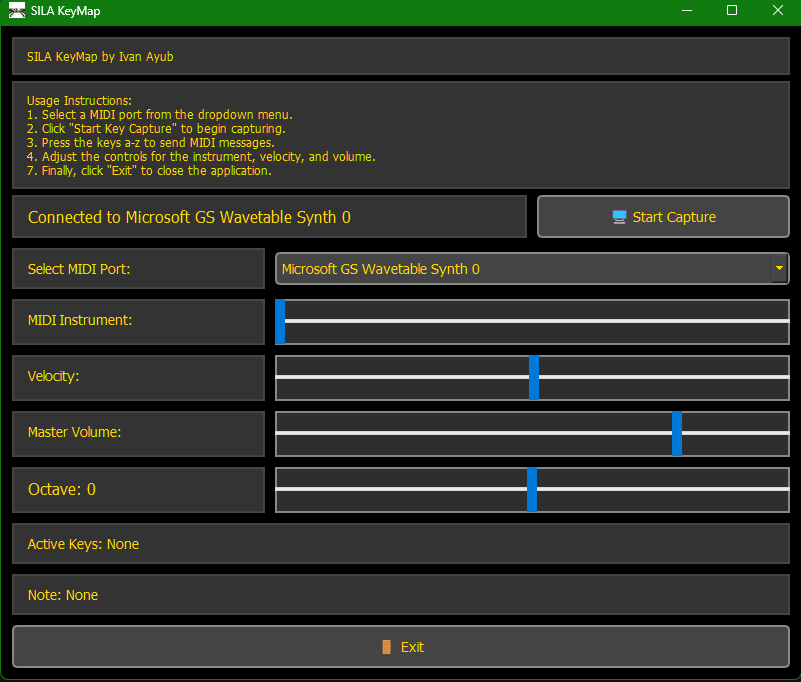 SILA KeyMap
SILA KeyMap by Ivan Ayub
Usage Instructions:
1. Select a MIDI port from the dropdown menu.
2. Click "Start Key Capture" to begin capturing.
3. Press the keys a-z to send MIDI messages.
4. Adjust the controls for the instrument, velocity, and volume.
7. Finally, click "Exit" to close the application.
Connected to Microsoft GS Wavetable Synth 0
Start Capture
Select MIDI Port:
Microsoft GS Wavetable Synth 0
MIDI Instrument:
Velocity:
Master Volume:
Octave: 0
Active Keys: None
Note: None
Exit